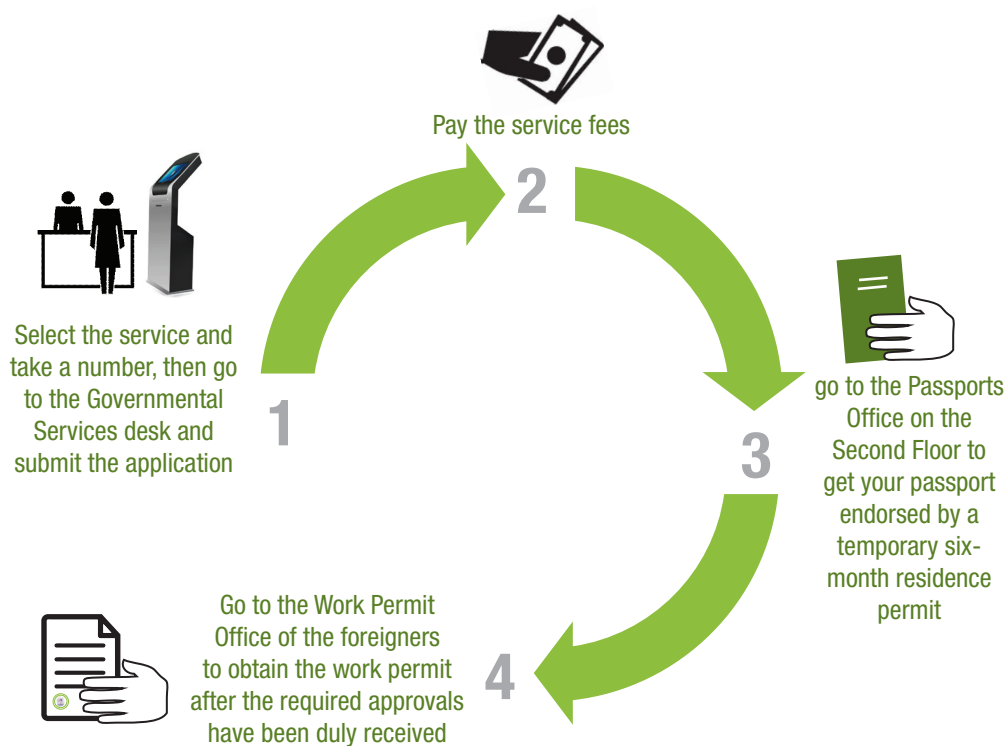 Select the service and
take a number, then go
to the Governmental
Services desk and
submit the application
1
Pay the service fees
2
go to the Passports
Office on the
Second Floor to
get your passport
endorsed by a
temporary six-
month residence
permit
3
Go to the Work Permit
Office of the foreigners
to obtain the work permit
after the required approvals
have been duly received
4